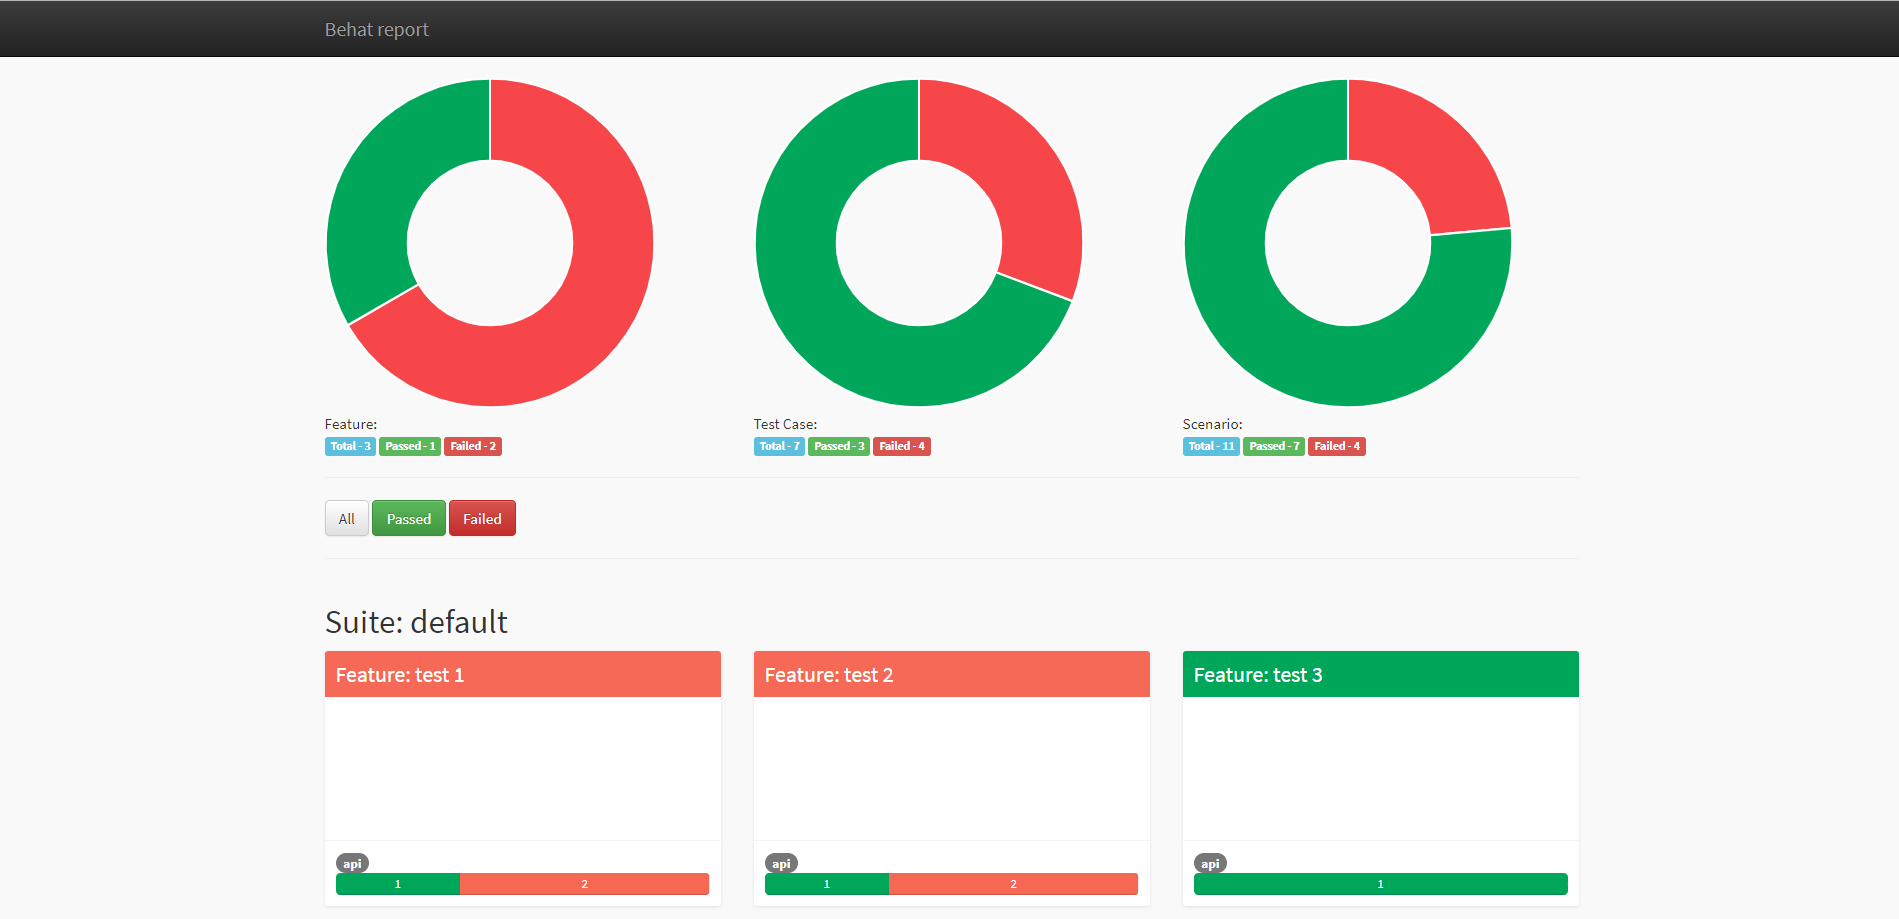 Behat report
Feature:
Total - 3 Passed - 1 Failed - 2
Test Case:
Total - 7 Passed - 3 Failed - 4
Scenario:
Total - 11 Passed - 7 Failed - 4
All Passed Failed
Suite: default
Feature: test 1
api
1 2
Feature: test 2
api
1 2
Feature: test 3
api
1